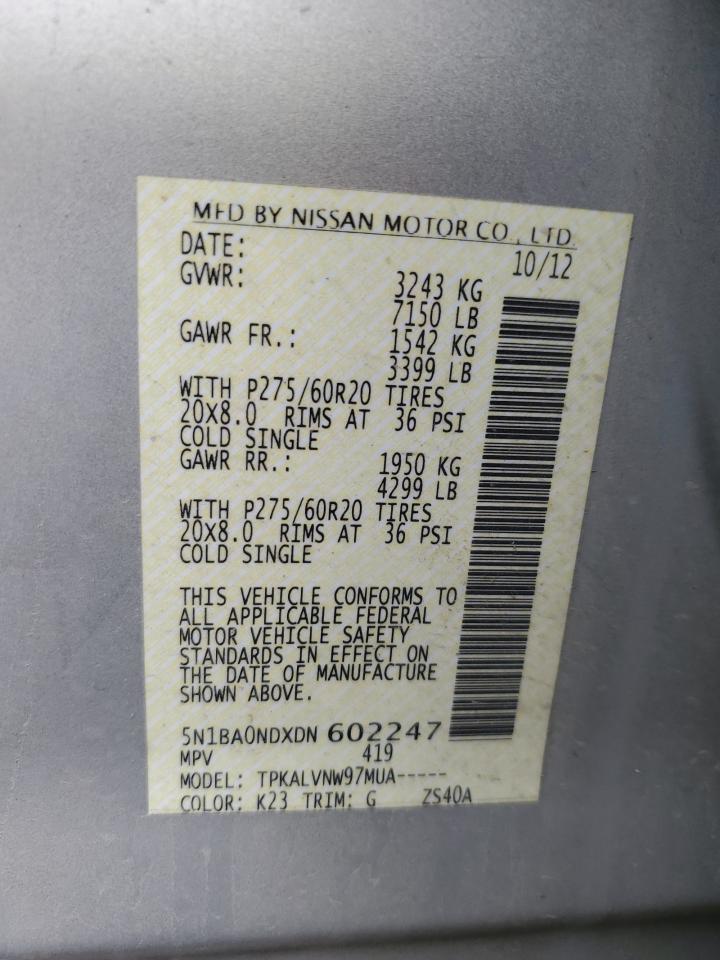 MFD BY NISSAN MOTOR CO., LTD.
DATE: 10/12
GVWR: 3243 KG
7150 LB
GAWR FR.: 1542 KG
3399 LB
WITH P275/60R20 TIRES
20X8.0 RIMS AT 36 PSI
COLD SINGLE
GAWR RR.: 1950 KG
4299 LB
WITH P275/60R20 TIRES
20X8.0 RIMS AT 36 PSI
COLD SINGLE
THIS VEHICLE CONFORMS TO
ALL APPLICABLE FEDERAL
MOTOR VEHICLE SAFETY
STANDARDS IN EFFECT ON
THE DATE OF MANUFACTURE
SHOWN ABOVE.
5N1BA0NDXDN 602247
MPV 419
MODEL: TPKALVNW97MUA-----
COLOR: K23 TRIM: G ZS40A